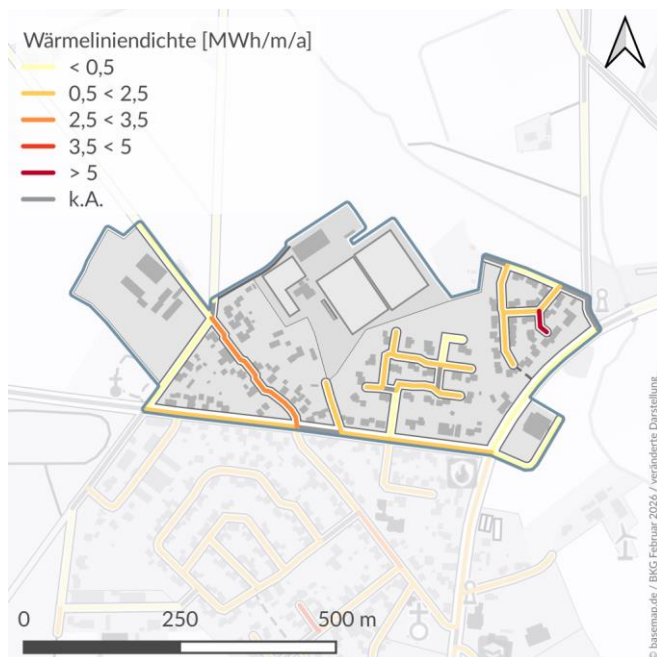 Wärmeliniendichte [MWh/m/a]
< 0,5
0,5 < 2,5
2,5 < 3,5
3,5 < 5
> 5
k.A.
© basemap.de / BKG Februar 2026 / veränderte Darstellung
0 250 500 m